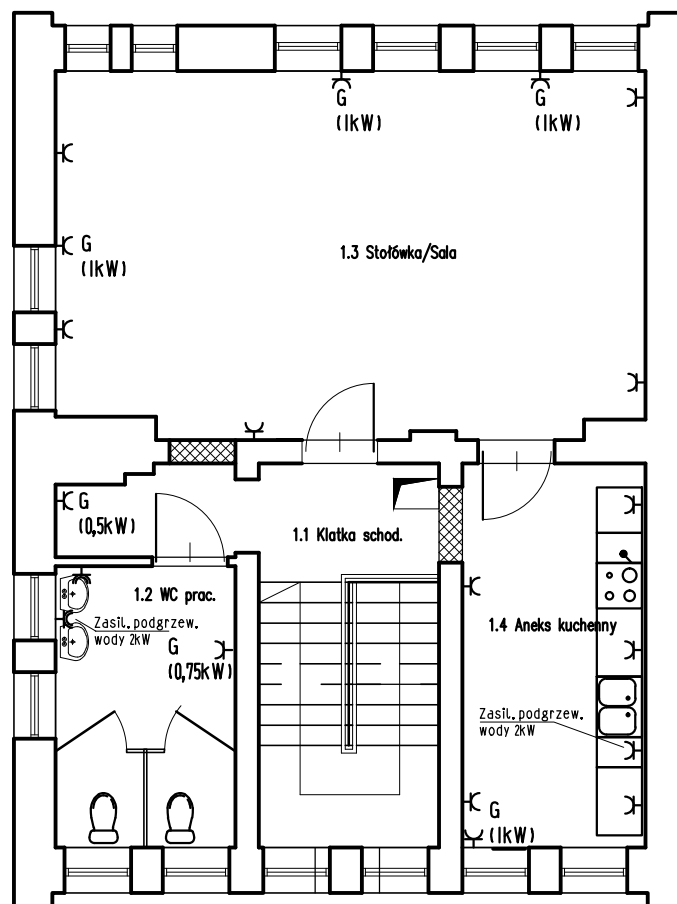 G
(1kW)
G
(1kW)
G
(1kW)
1.3 Stołówka/Sala
G
(0,5kW)
1.1 Klatka schod.
1.2 WC prac.
Zasil. podgrzew.
wody 2kW
G
(0,75kW)
1.4 Aneks kuchenny
Zasil. podgrzew.
wody 2kW
G
(1kW)